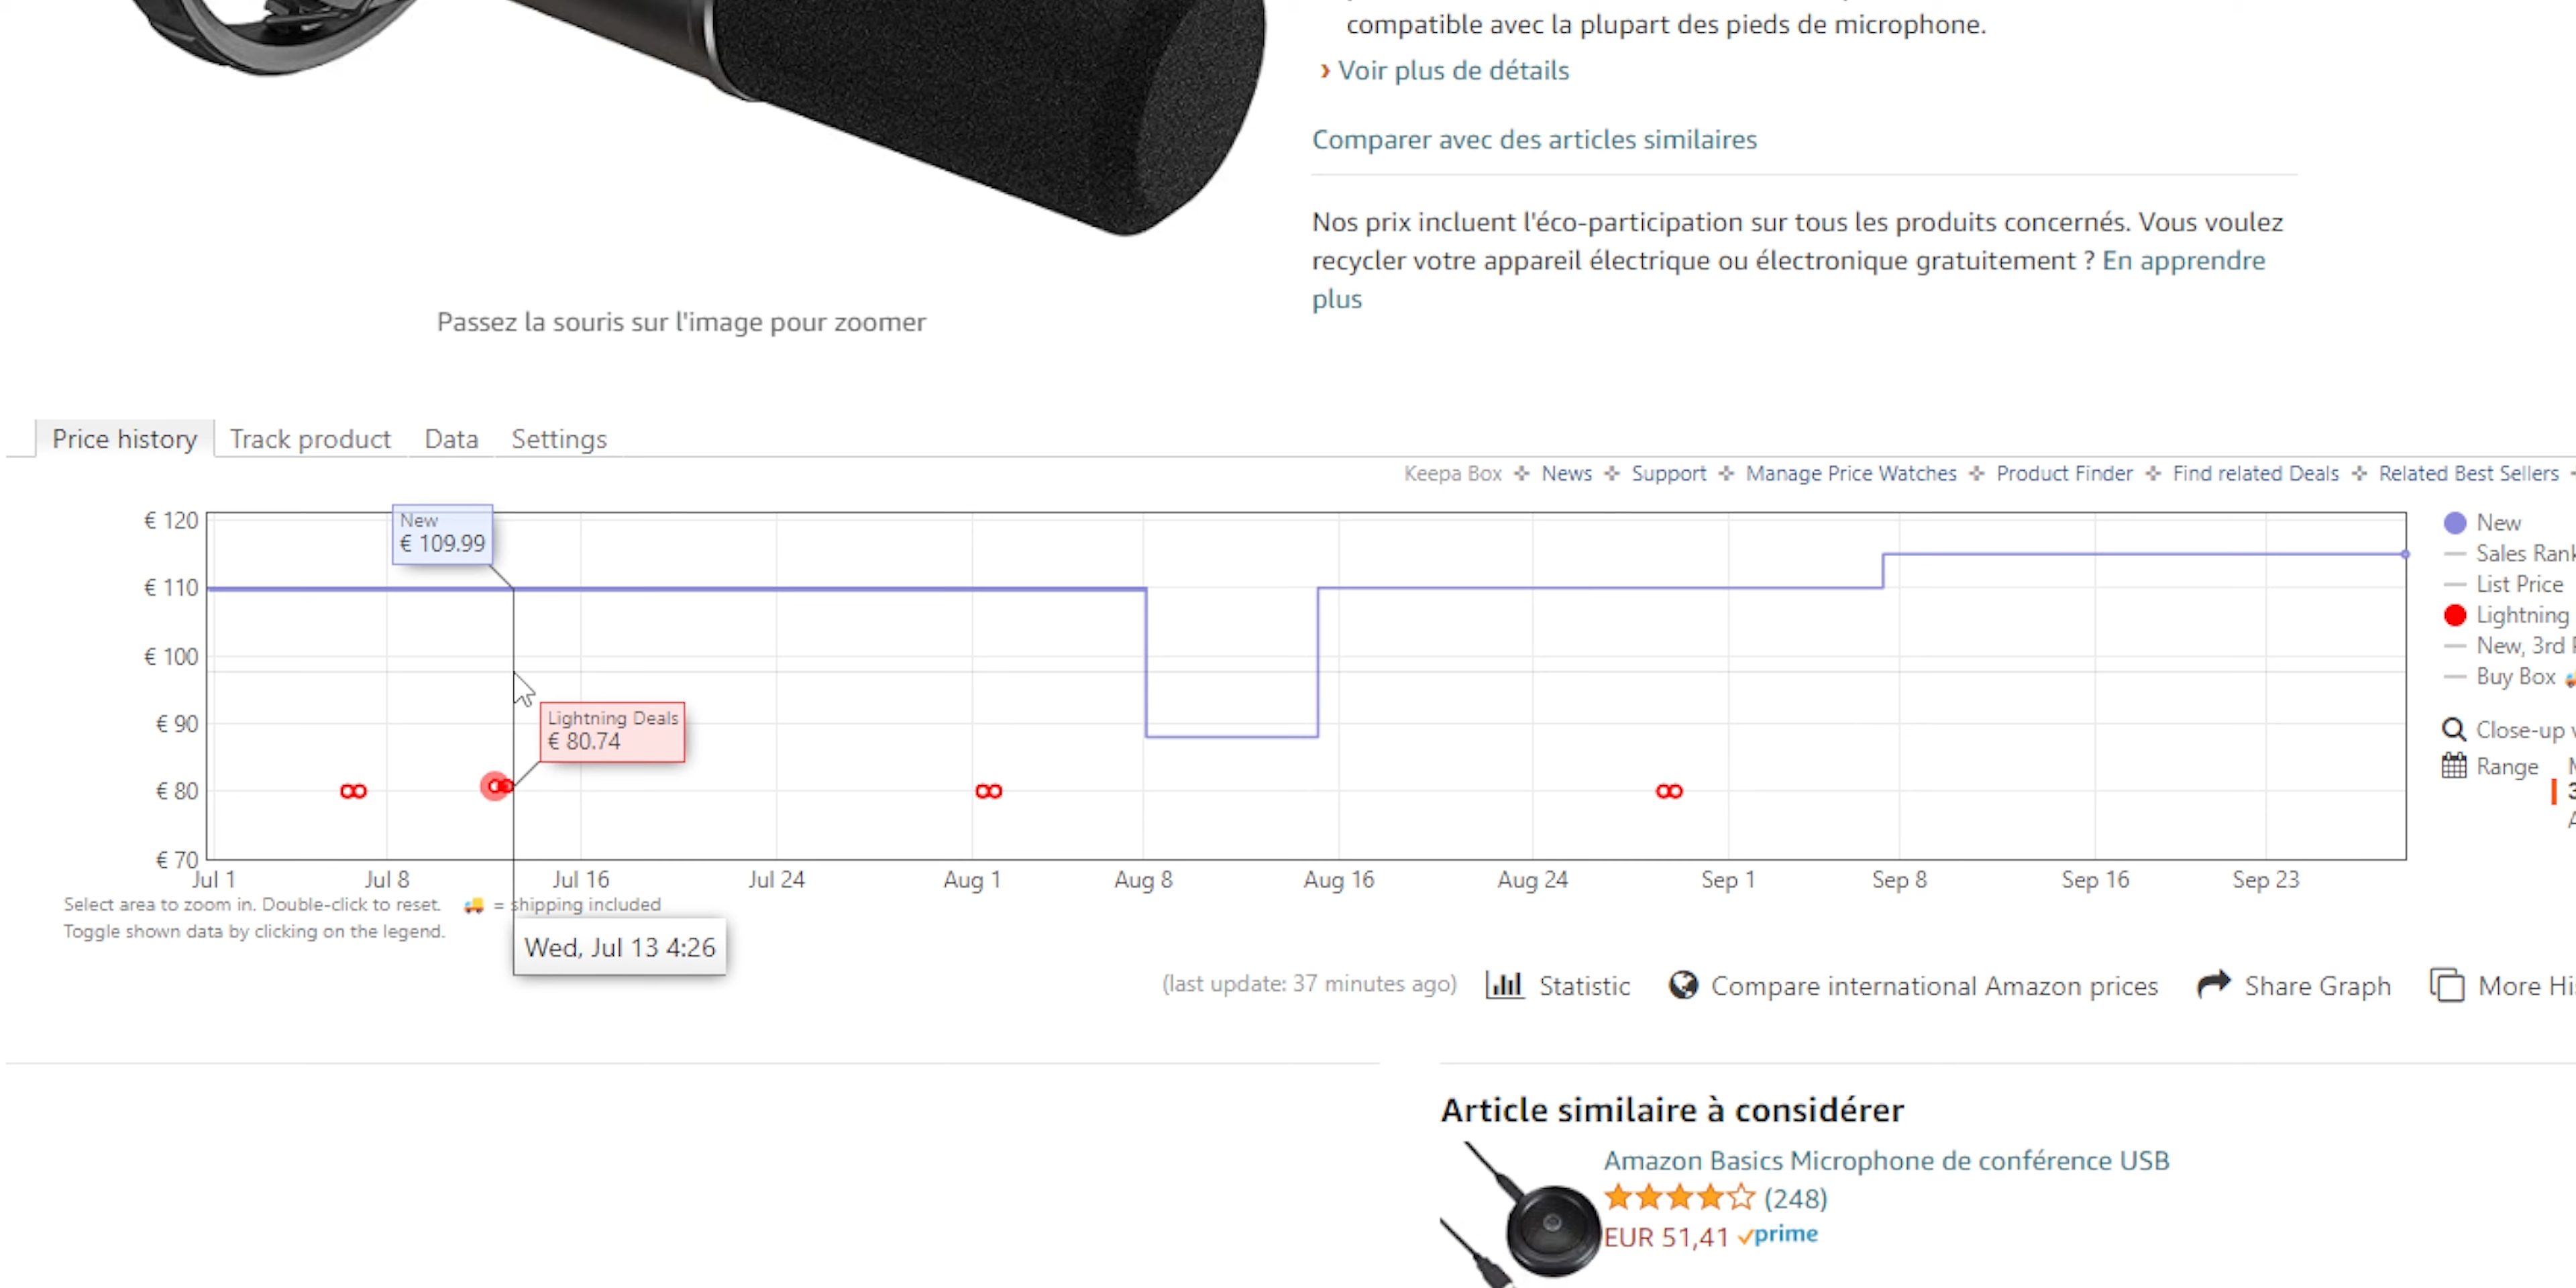 compatible avec la plupart des pieds de microphone.
› Voir plus de détails
Comparer avec des articles similaires
Nos prix incluent l'éco-participation sur tous les produits concernés. Vous voulez
recycler votre appareil électrique ou électronique gratuitement ? En apprendre
plus
Passez la souris sur l'image pour zoomer
Price history Track product Data Settings
Keepa Box ✣ News ✣ Support ✣ Manage Price Watches ✣ Product Finder ✣ Find related Deals ✣ Related Best Sellers
€ 120
€ 110
€ 100
€ 90
€ 80
€ 70
New
€ 109.99
Lightning Deals
€ 80.74
Jul 1 Jul 8 Jul 16 Jul 24 Aug 1 Aug 8 Aug 16 Aug 24 Sep 1 Sep 8 Sep 16 Sep 23
New
Sales Rank
List Price
Lightning
New, 3rd
Buy Box
Close-up
Range
3
Select area to zoom in. Double-click to reset. = shipping included
Toggle shown data by clicking on the legend.
Wed, Jul 13 4:26
(last update: 37 minutes ago) Statistic Compare international Amazon prices Share Graph More Hi
Article similaire à considérer
Amazon Basics Microphone de conférence USB
(248)
EUR 51,41 prime